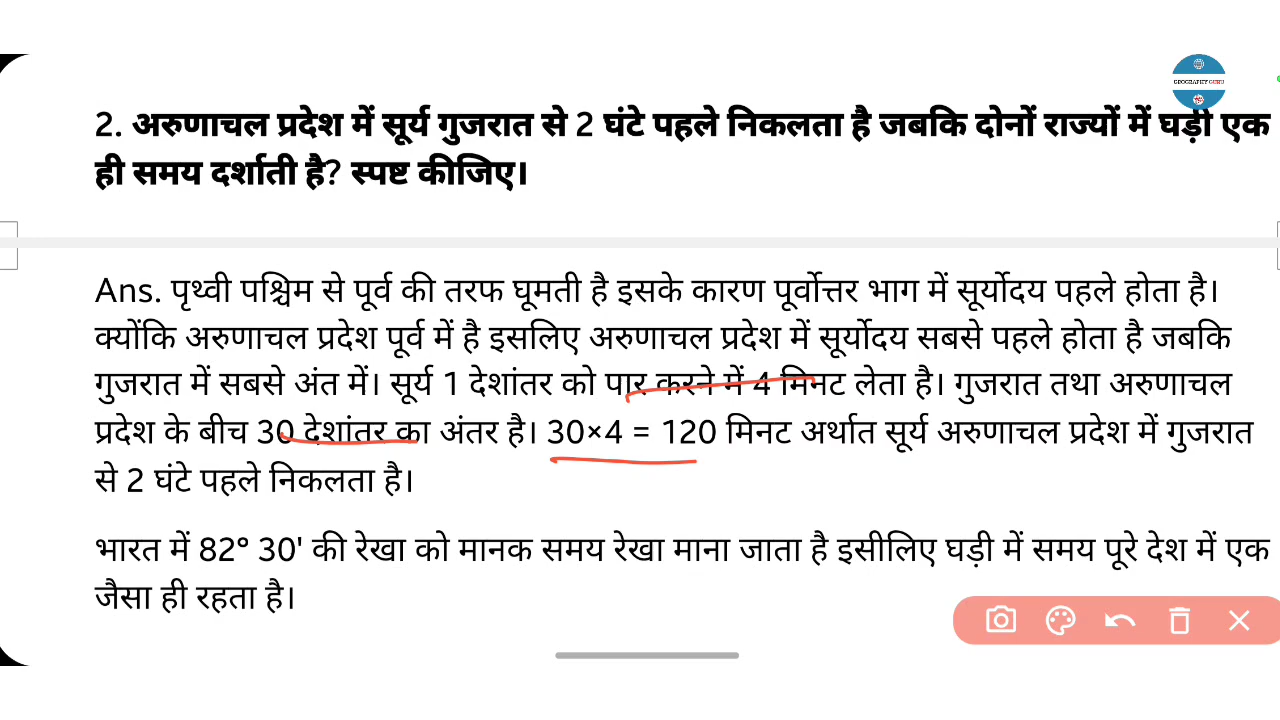 GEOGRAPHY GURU
2. अरुणाचल प्रदेश में सूर्य गुजरात से 2 घंटे पहले निकलता है जबकि दोनों राज्यों में घड़ी एक
ही समय दर्शाती है? स्पष्ट कीजिए।
Ans. पृथ्वी पश्चिम से पूर्व की तरफ घूमती है इसके कारण पूर्वोत्तर भाग में सूर्योदय पहले होता है।
क्योंकि अरुणाचल प्रदेश पूर्व में है इसलिए अरुणाचल प्रदेश में सूर्योदय सबसे पहले होता है जबकि
गुजरात में सबसे अंत में। सूर्य 1 देशांतर को पार करने में 4 मिनट लेता है। गुजरात तथा अरुणाचल
प्रदेश के बीच 30 देशांतर का अंतर है। 30×4 = 120 मिनट अर्थात सूर्य अरुणाचल प्रदेश में गुजरात
से 2 घंटे पहले निकलता है।
भारत में 82° 30' की रेखा को मानक समय रेखा माना जाता है इसीलिए घड़ी में समय पूरे देश में एक
जैसा ही रहता है।